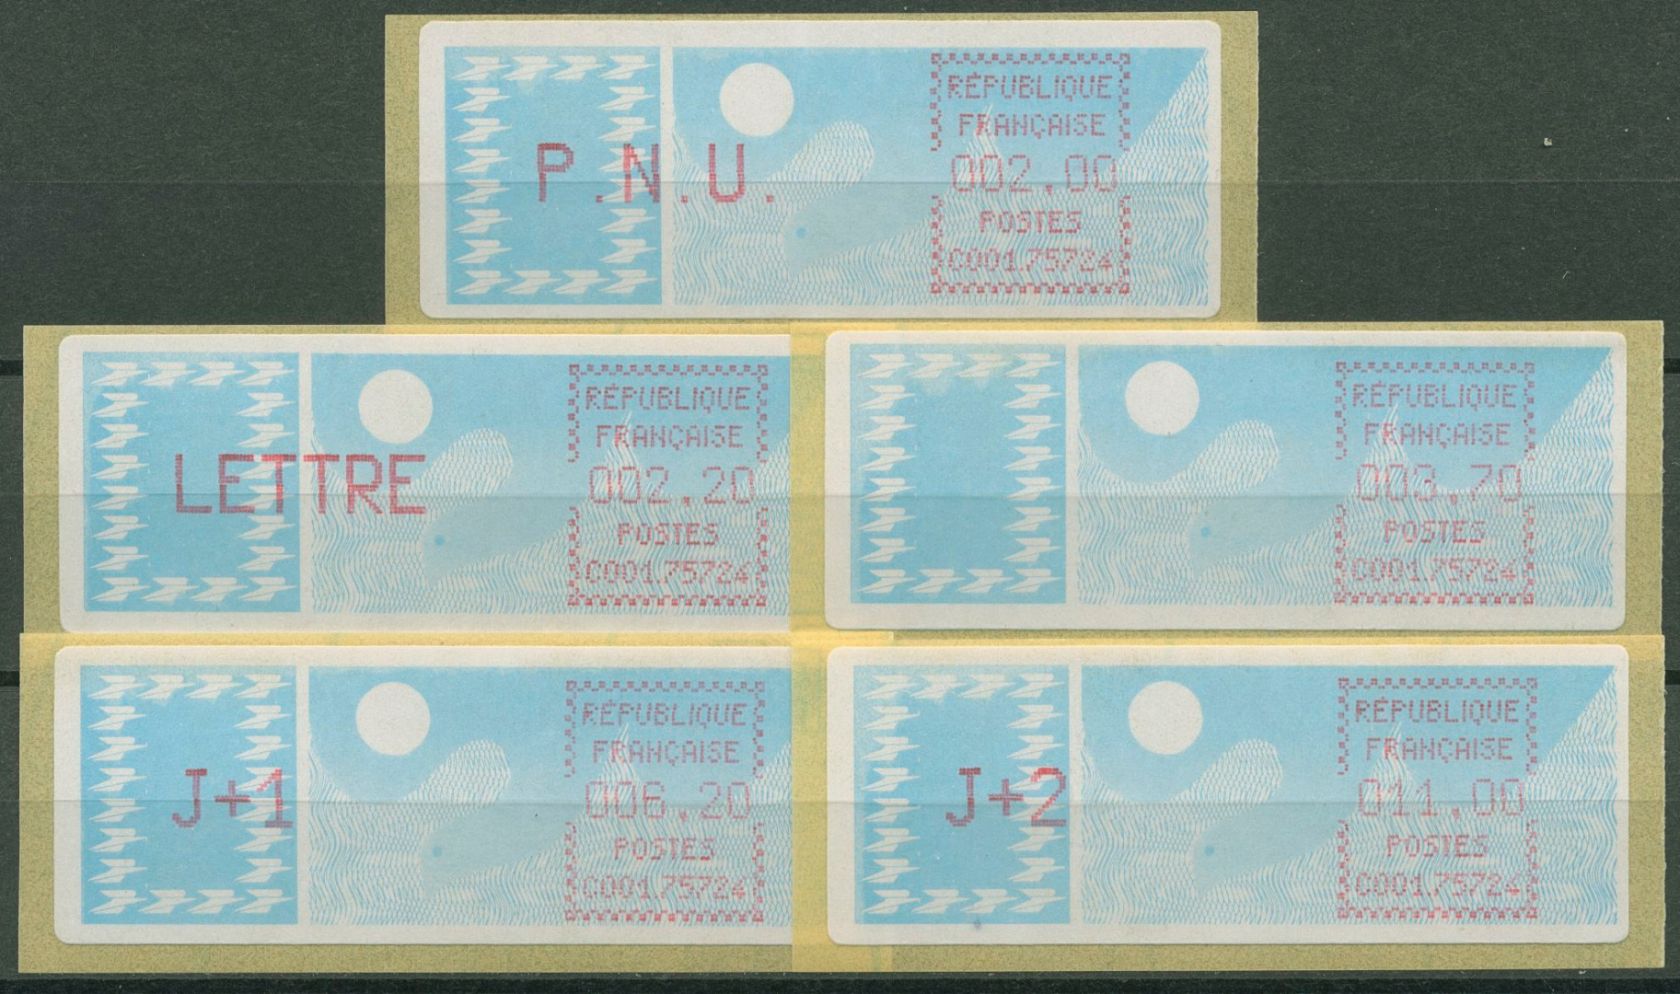 P.N.U.
RÉPUBLIQUE
FRANÇAISE
002,00
POSTES
C001.75724
LETTRE
RÉPUBLIQUE
FRANÇAISE
002,20
POSTES
C001.75724
RÉPUBLIQUE
FRANÇAISE
003,70
POSTES
C001.75724
J+1
RÉPUBLIQUE
FRANÇAISE
006,20
POSTES
C001.75724
J+2
RÉPUBLIQUE
FRANÇAISE
011,00
POSTES
C001.75724